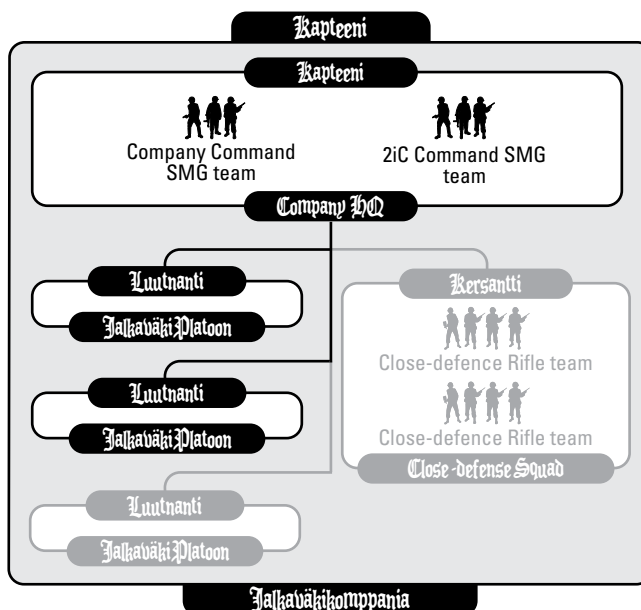 Kapteeni
Kapteeni
Company Command
SMG team
2iC Command SMG
team
Company HQ
Luutnanti
Jalkaväki Platoon
Luutnanti
Jalkaväki Platoon
Luutnanti
Jalkaväki Platoon
Kersantti
Close-defence Rifle team
Close-defence Rifle team
Close-defense Squad
Jalkaväkikomppania